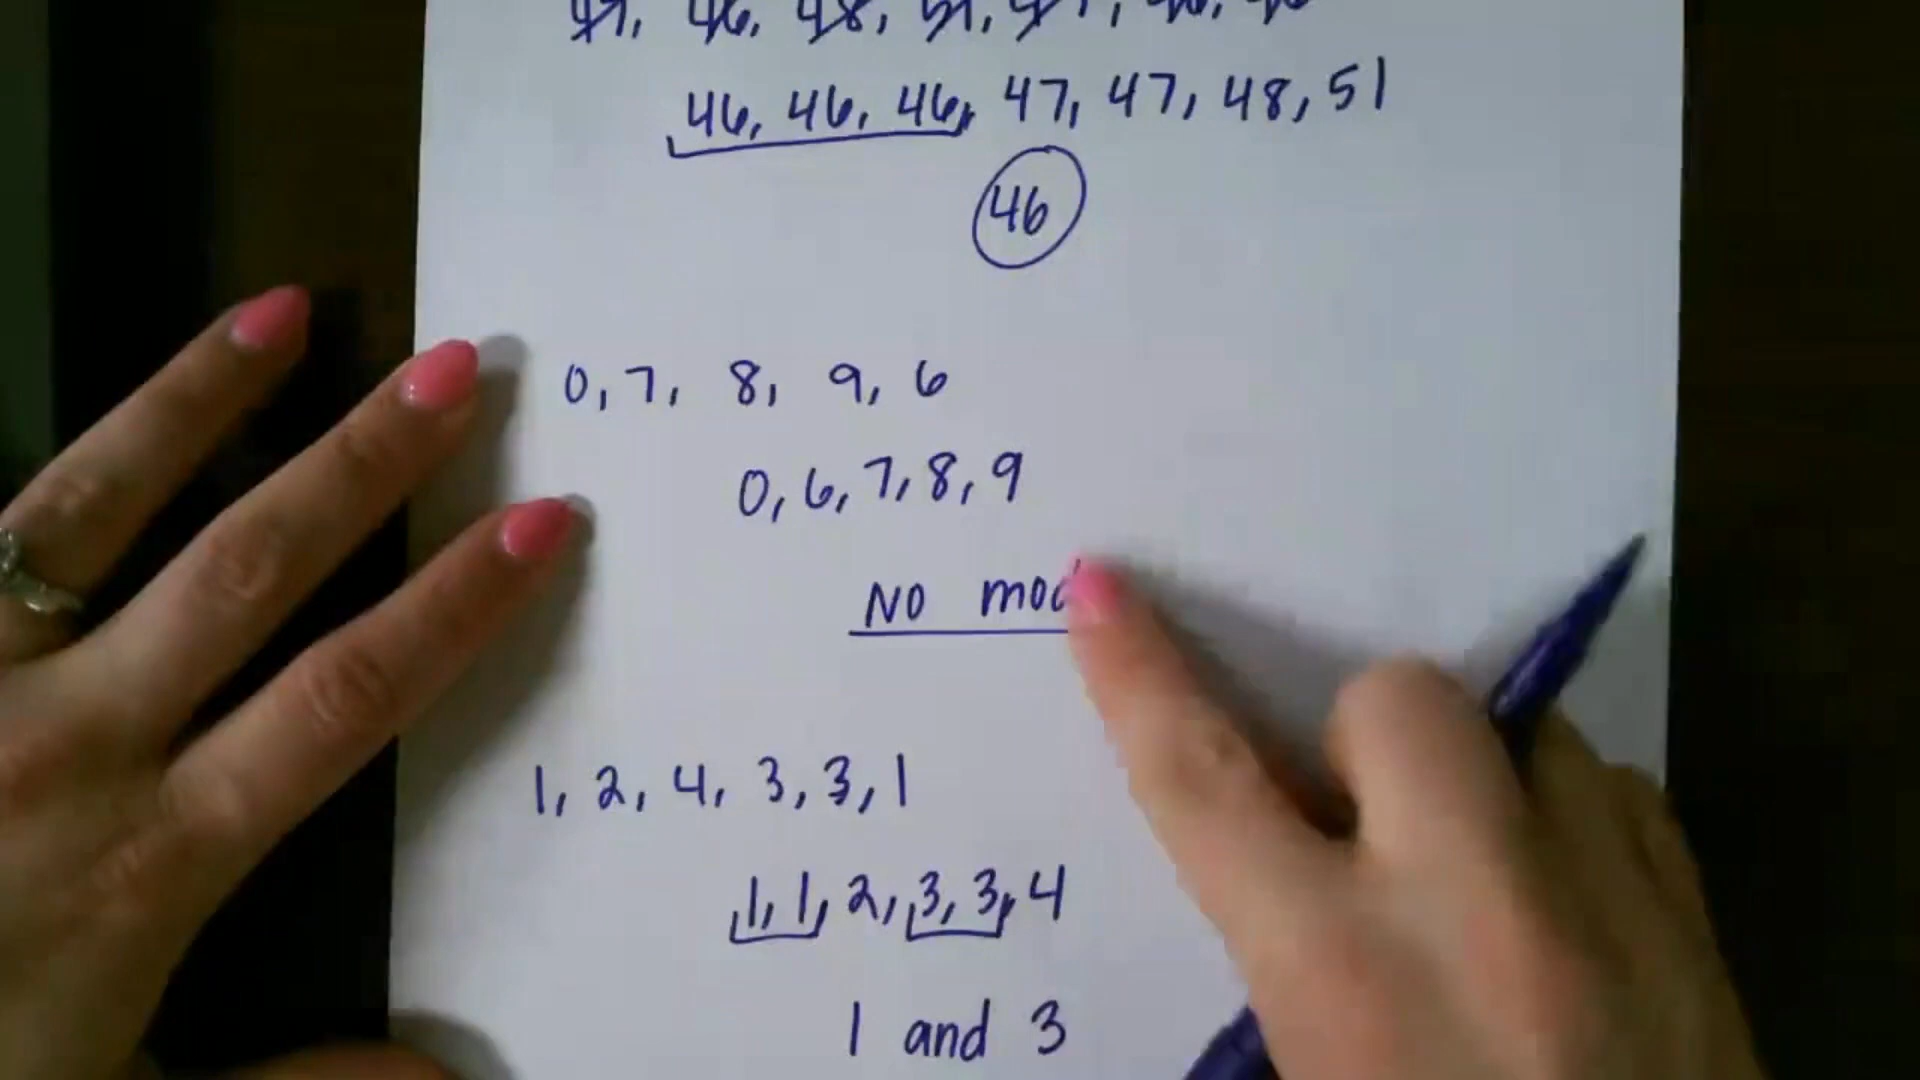 46, 46, 46, 47, 47, 48, 51
46
0, 7, 8, 9, 6
0, 6, 7, 8, 9
NO
1, 2, 4, 3, 3, 1
1, 1, 2, 3, 3, 4
1 and 3